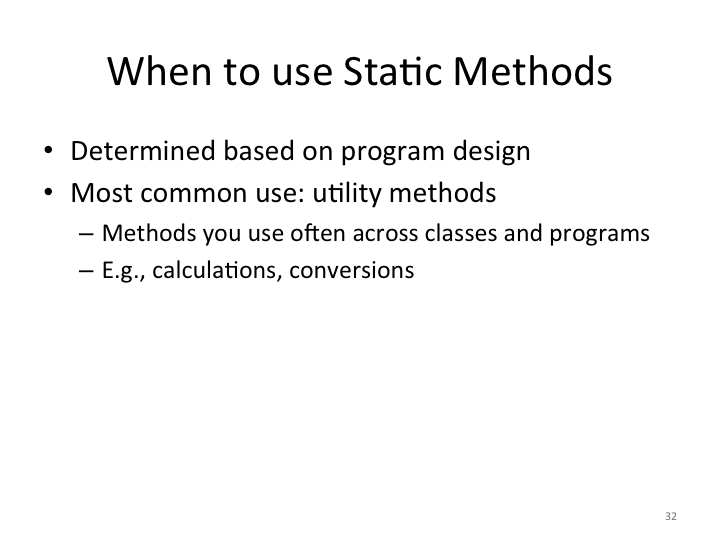 When to use Static Methods
• Determined based on program design
• Most common use: utility methods
– Methods you use often across classes and programs
– E.g., calculations, conversions
32